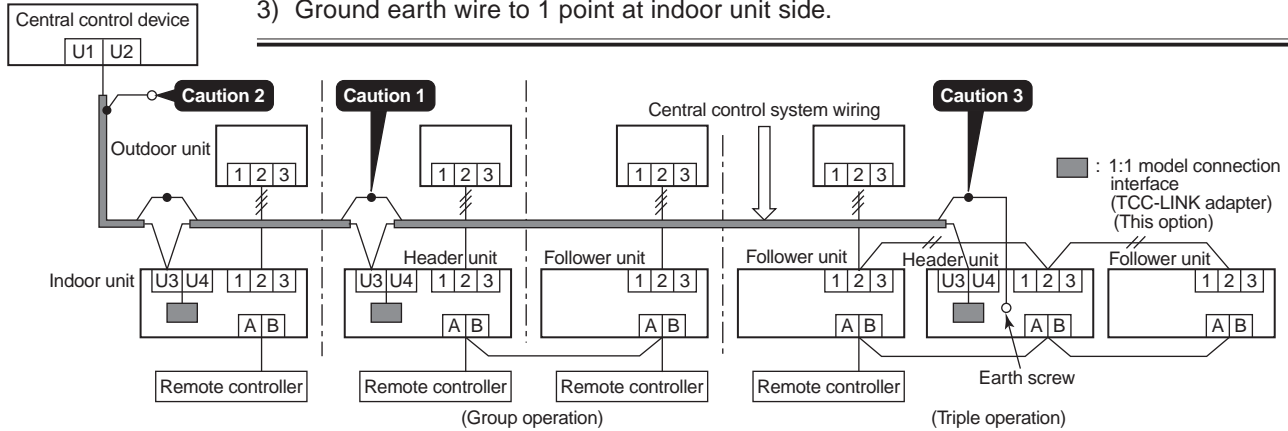 3) Ground earth wire to 1 point at indoor unit side.
Central control device
U1 U2
Caution 2
Caution 1
Central control system wiring
Caution 3
Outdoor unit
1 2 3
1 2 3
1 2 3
1 2 3
: 1:1 model connection
interface
(TCC-LINK adapter)
(This option)
Indoor unit
U3 U4
1 2 3
A B
Header unit
U3 U4
1 2 3
A B
Follower unit
1 2 3
A B
Follower unit
1 2 3
A B
Header unit
U3 U4
1 2 3
A B
Follower unit
1 2 3
A B
Remote controller
Remote controller
Remote controller
Remote controller
Earth screw
(Group operation)
(Triple operation)